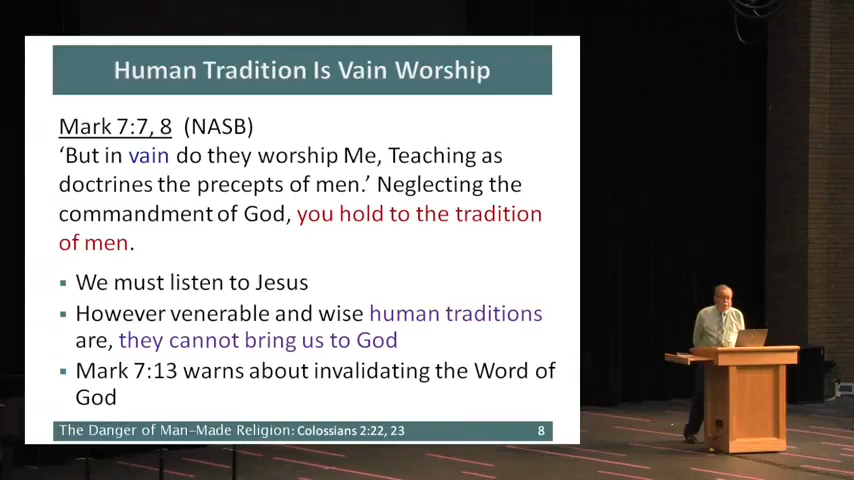 Human Tradition Is Vain Worship
Mark 7:7, 8 (NASB)
‘But in vain do they worship Me, Teaching as
doctrines the precepts of men.’ Neglecting the
commandment of God, you hold to the tradition
of men.
▪ We must listen to Jesus
▪ However venerable and wise human traditions
are, they cannot bring us to God
▪ Mark 7:13 warns about invalidating the Word of
God
The Danger of Man-Made Religion: Colossians 2:22, 23 8